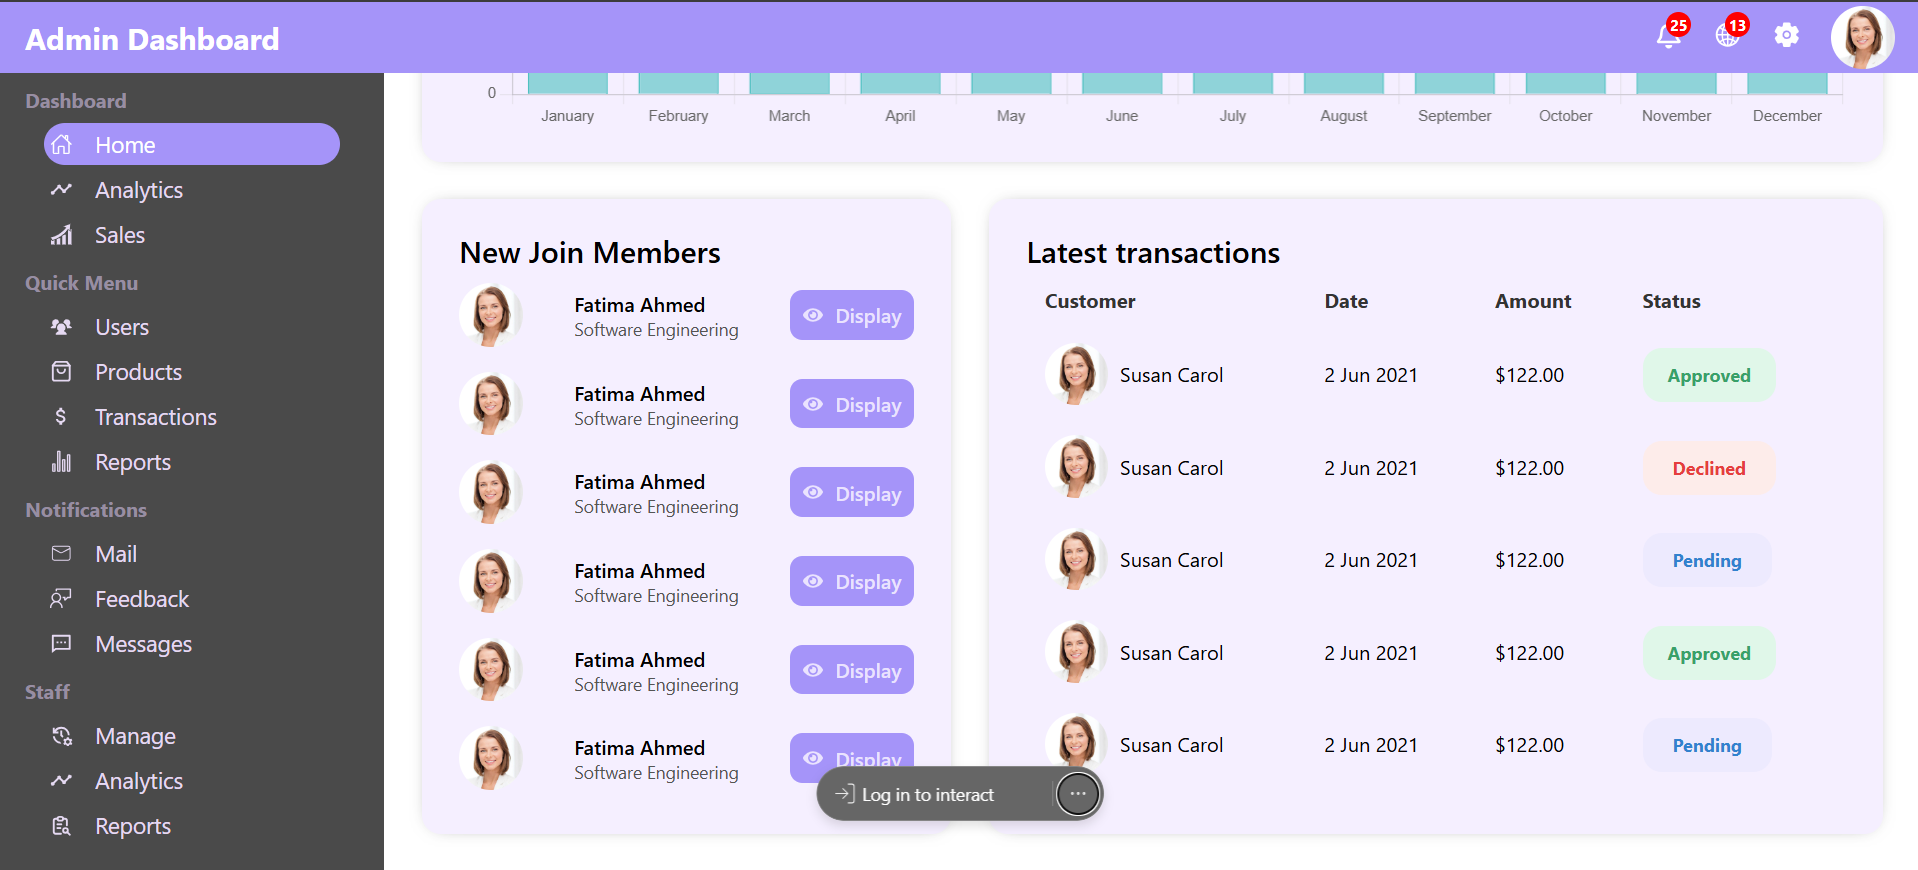 Admin Dashboard
25
13
Dashboard
Home
Analytics
Sales
Quick Menu
Users
Products
Transactions
Reports
Notifications
Mail
Feedback
Messages
Staff
Manage
Analytics
Reports
0
January February March April May June July August September October November December
New Join Members
Fatima Ahmed
Software Engineering
Display
Fatima Ahmed
Software Engineering
Display
Fatima Ahmed
Software Engineering
Display
Fatima Ahmed
Software Engineering
Display
Fatima Ahmed
Software Engineering
Display
Fatima Ahmed
Software Engineering
Display
Latest transactions
Customer Date Amount Status
Susan Carol 2 Jun 2021 $122.00 Approved
Susan Carol 2 Jun 2021 $122.00 Declined
Susan Carol 2 Jun 2021 $122.00 Pending
Susan Carol 2 Jun 2021 $122.00 Approved
Susan Carol 2 Jun 2021 $122.00 Pending
Log in to interact